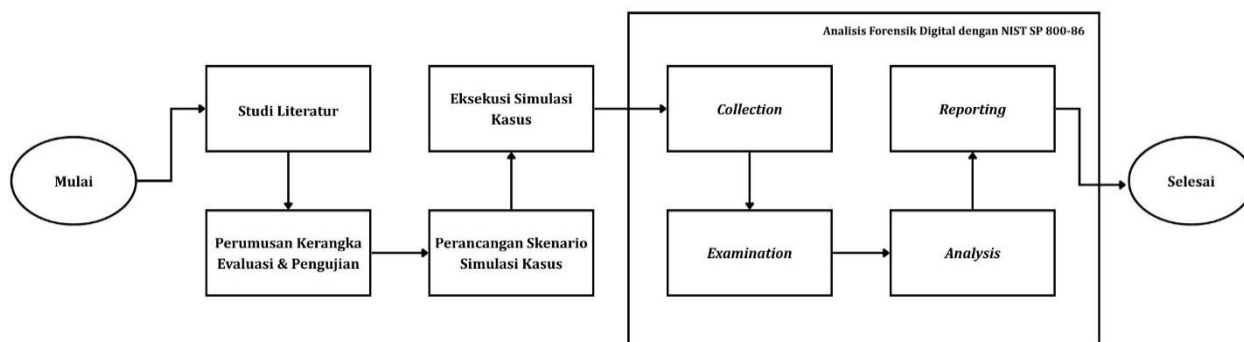 Analisis Forensik Digital dengan NIST SP 800-86
Mulai
Studi Literatur
Perumusan Kerangka
Evaluasi & Pengujian
Perancangan Skenario
Simulasi Kasus
Eksekusi Simulasi
Kasus
Collection
Examination
Analysis
Reporting
Selesai